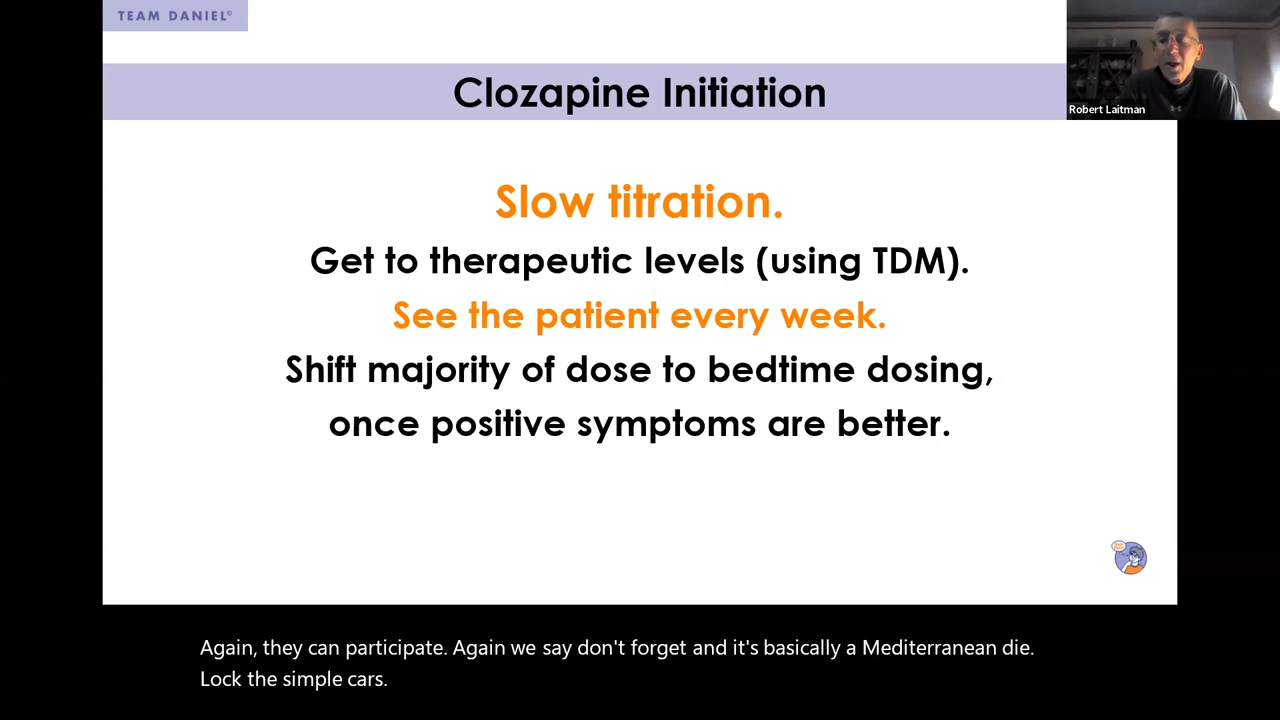 TEAM DANIEL®
Clozapine Initiation
Robert Laitman
Slow titration.
Get to therapeutic levels (using TDM).
See the patient every week.
Shift majority of dose to bedtime dosing,
once positive symptoms are better.
Again, they can participate. Again we say don't forget and it's basically a Mediterranean die.
Lock the simple cars.